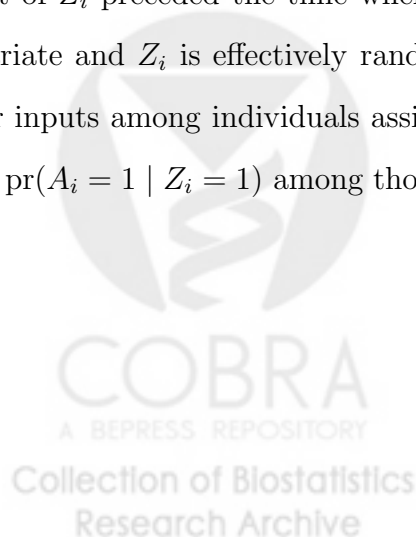 t of Z_i preceded the time when
riate and Z_i is effectively rand
r inputs among individuals assi
pr(A_i = 1 | Z_i = 1) among tho
COBRA
A BEPRESS REPOSITORY
Collection of Biostatistics
Research Archive